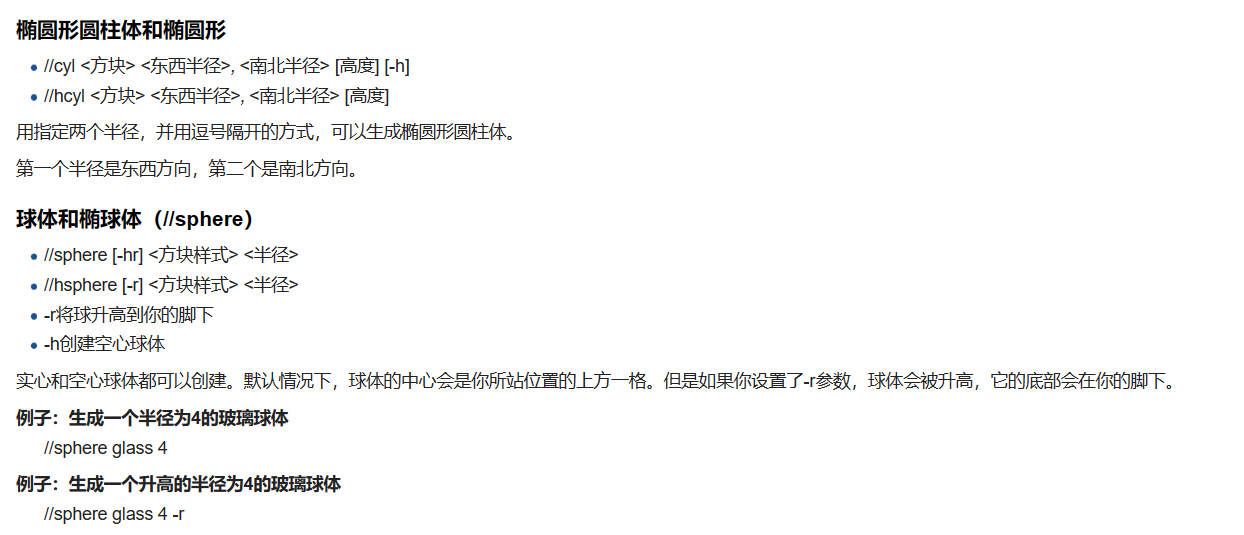 椭圆形圆柱体和椭圆形
//cyl <方块> <东西半径>, <南北半径> [高度] [-h]
//hcyl <方块> <东西半径>, <南北半径> [高度]
用指定两个半径，并用逗号隔开的方式，可以生成椭圆形圆柱体。
第一个半径是东西方向，第二个是南北方向。
球体和椭球体（//sphere）
//sphere [-hr] <方块样式> <半径>
//hsphere [-r] <方块样式> <半径>
-r将球升高到你的脚下
-h创建空心球体
实心和空心球体都可以创建。默认情况下，球体的中心会是你所站位置的上方一格。但是如果你设置了-r参数，球体会被升高，它的底部会在你的脚下。
例子：生成一个半径为4的玻璃球体
//sphere glass 4
例子：生成一个升高的半径为4的玻璃球体
//sphere glass 4 -r